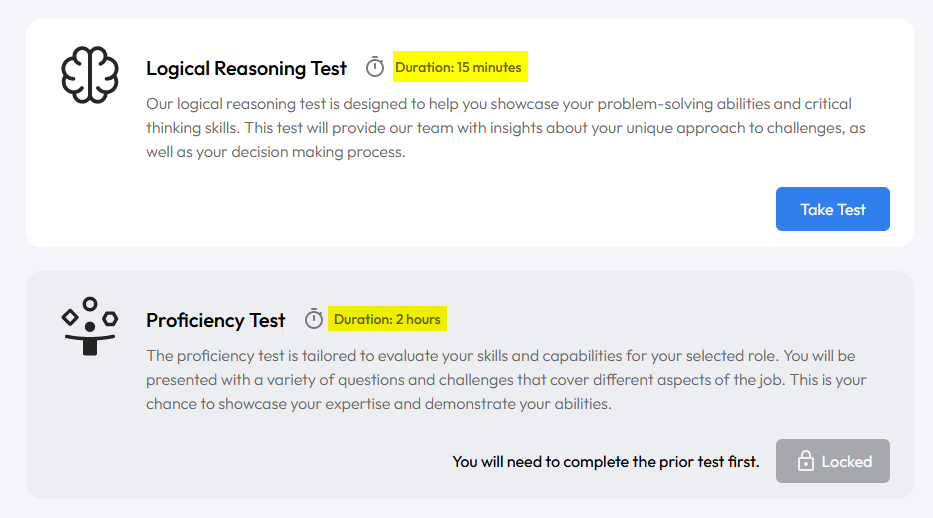 Logical Reasoning Test Duration: 15 minutes
Our logical reasoning test is designed to help you showcase your problem-solving abilities and critical
thinking skills. This test will provide our team with insights about your unique approach to challenges, as
well as your decision making process.
Take Test
Proficiency Test Duration: 2 hours
The proficiency test is tailored to evaluate your skills and capabilities for your selected role. You will be
presented with a variety of questions and challenges that cover different aspects of the job. This is your
chance to showcase your expertise and demonstrate your abilities.
You will need to complete the prior test first. Locked